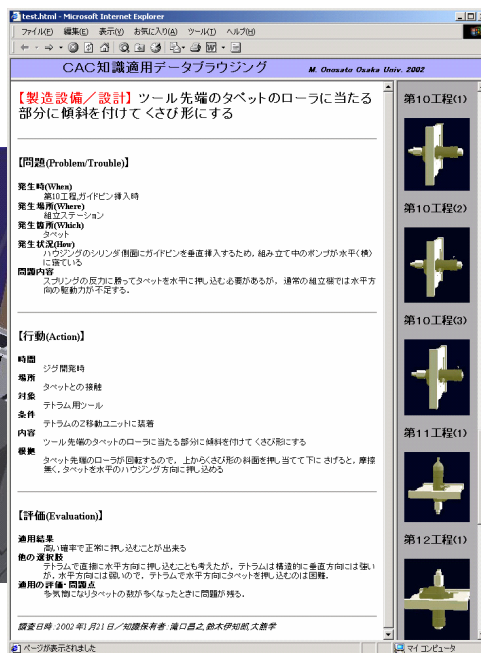 test.html - Microsoft Internet Explorer
ファイル(F) 編集(E) 表示(V) お気に入り(A) ツール(T) ヘルプ(H)
CAC知識適用データブラウジング M. Onosato Osaka Univ. 2002
【製造設備／設計】ツール先端のタペットのローラに当たる
部分に傾斜を付けてくさび形にする
【問題(Problem/Trouble)】
発生時(When)
第10工程,ガイドピン挿入時
発生場所(Where)
組立ステーション
発生箇所(Which)
タペット
発生状況(How)
ハウジングのシリンダ側面にガイドピンを垂直挿入するため，組み立て中のポンプが水平(横)
に寝ている
問題内容
スプリングの反力に勝ってタペットを水平に押し込む必要があるが，通常の組立機では水平方
向の駆動力が不足する．
【行動(Action)】
時間
ジグ開発時
場所
タペットとの接触
対象
テトラム用ツール
条件
テトラムのZ移動ユニットに装着
内容
ツール先端のタペットのローラに当たる部分に傾斜を付けてくさび形にする
根拠
タペット先端のローラが回転するので，上からくさび形の斜面を押し当てて下にさげると，摩擦
無く，タペットを水平のハウジング方向に押し込める
【評価(Evaluation)】
適用結果
高い確率で正常に押し込むことが出来る
他の選択肢
テトラムで直接に水平方向に押し込むことも考えたが，テトラムは構造的に垂直方向には強い
が，水平方向には弱いので，テトラムで水平方向にタペットを押し込むのは困難．
適用の評価・問題点
多気筒になりタペットの数が多くなったときに問題が残る．
調査日時：2002年1月21日／知識保有者：滝口昌之,鈴木伊知郎,大熊学
第10工程(1)
第10工程(2)
第10工程(3)
第11工程(1)
第12工程(1)
ページが表示されました マイ コンピュータ